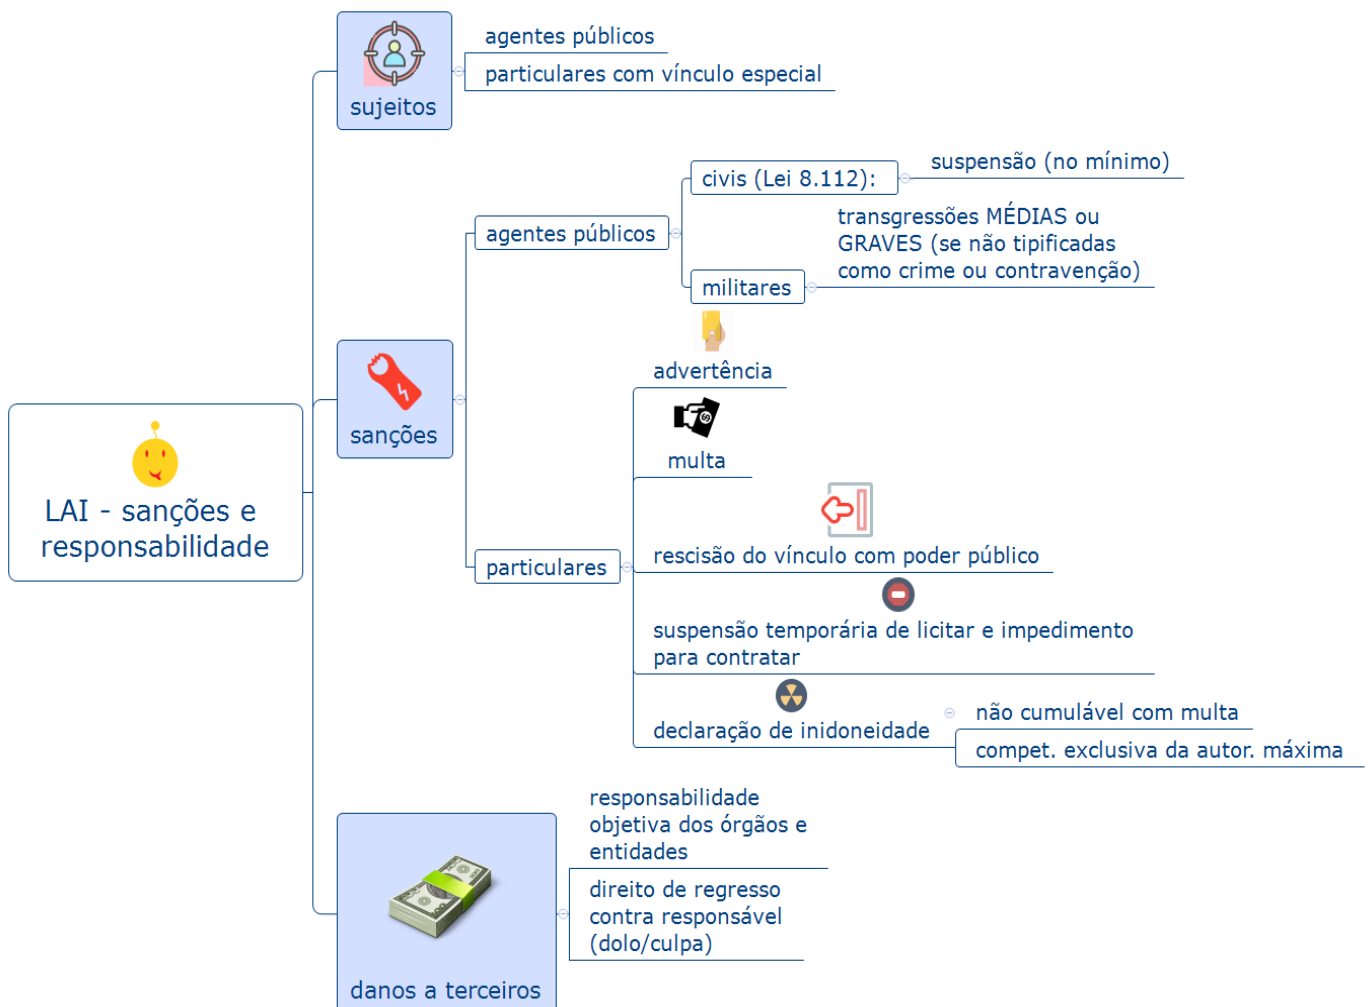 LAI - sanções e
responsabilidade
sujeitos
agentes públicos
particulares com vínculo especial
sanções
agentes públicos
civis (Lei 8.112):
suspensão (no mínimo)
militares
transgressões MÉDIAS ou
GRAVES (se não tipificadas
como crime ou contravenção)
particulares
advertência
multa
rescisão do vínculo com poder público
suspensão temporária de licitar e impedimento
para contratar
declaração de inidoneidade
não cumulável com multa
compet. exclusiva da autor. máxima
danos a terceiros
responsabilidade
objetiva dos órgãos e
entidades
direito de regresso
contra responsável
(dolo/culpa)